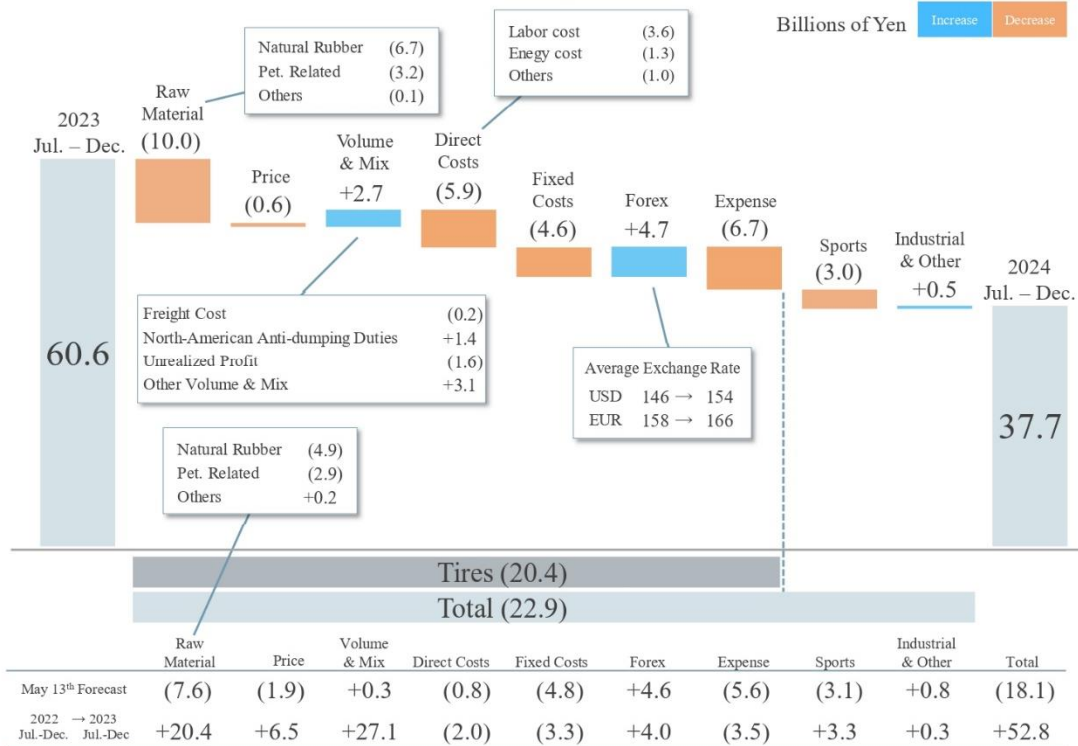 Billions of Yen Increase Decrease
Natural Rubber (6.7)
Pet. Related (3.2)
Others (0.1)
Labor cost (3.6)
Enegy cost (1.3)
Others (1.0)
2023
Jul. – Dec.
Raw
Material
(10.0)
Price
(0.6)
Volume
& Mix
+2.7
Direct
Costs
(5.9)
Fixed
Costs
(4.6)
Forex
+4.7
Expense
(6.7)
Sports
(3.0)
Industrial
& Other
+0.5
2024
Jul. – Dec.
60.6
Freight Cost (0.2)
North-American Anti-dumping Duties +1.4
Unrealized Profit (1.6)
Other Volume & Mix +3.1
Average Exchange Rate
USD 146 → 154
EUR 158 → 166
37.7
Natural Rubber (4.9)
Pet. Related (2.9)
Others +0.2
Tires (20.4)
Total (22.9)
Raw
Material Price Volume
& Mix Direct Costs Fixed Costs Forex Expense Sports Industrial
& Other Total
May 13th Forecast (7.6) (1.9) +0.3 (0.8) (4.8) +4.6 (5.6) (3.1) +0.8 (18.1)
2022 → 2023
Jul.-Dec. Jul.-Dec +20.4 +6.5 +27.1 (2.0) (3.3) +4.0 (3.5) +3.3 +0.3 +52.8